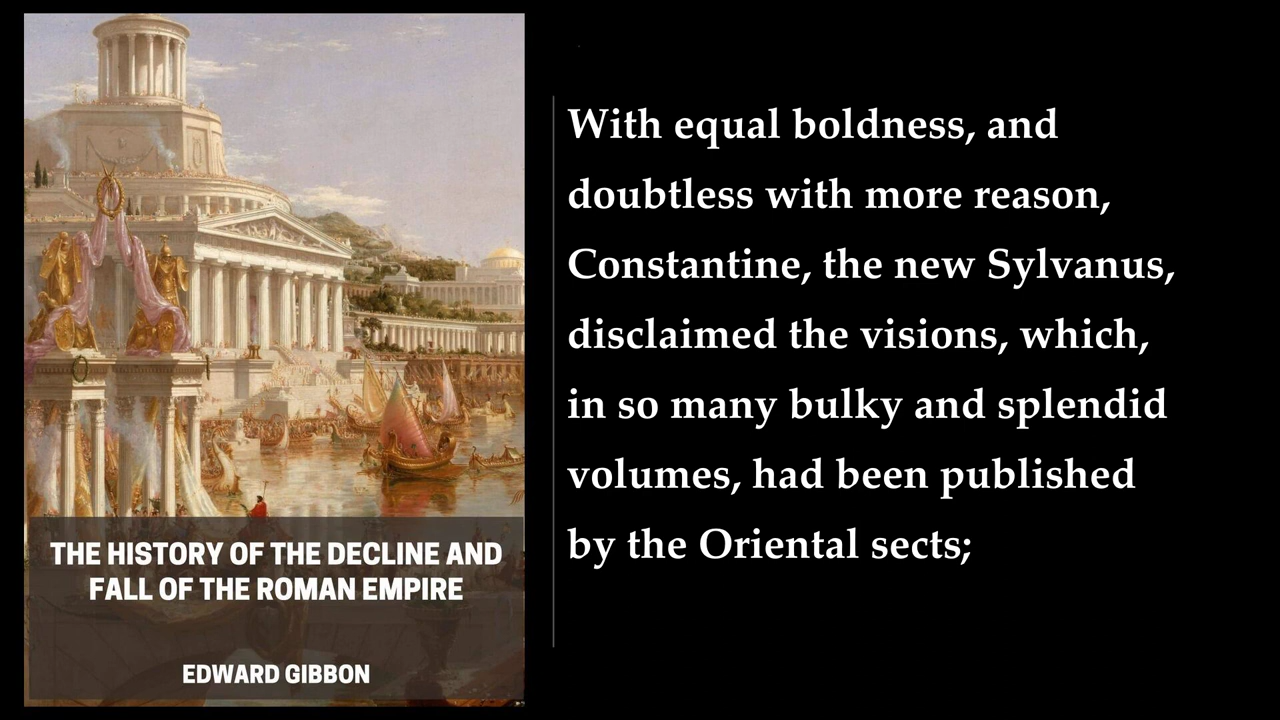 THE HISTORY OF THE DECLINE AND
FALL OF THE ROMAN EMPIRE
EDWARD GIBBON
With equal boldness, and
doubtless with more reason,
Constantine, the new Sylvanus,
disclaimed the visions, which,
in so many bulky and splendid
volumes, had been published
by the Oriental sects;